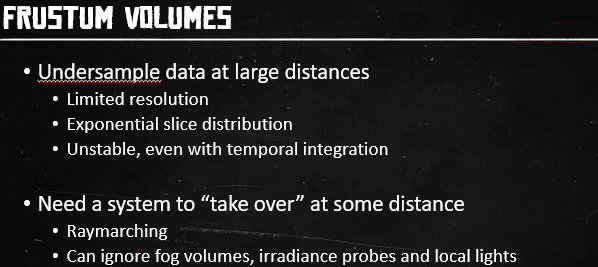 FRUSTUM VOLUMES
• Undersample data at large distances
• Limited resolution
• Exponential slice distribution
• Unstable, even with temporal integration
• Need a system to “take over” at some distance
• Raymarching
• Can ignore fog volumes, irradiance probes and local lights